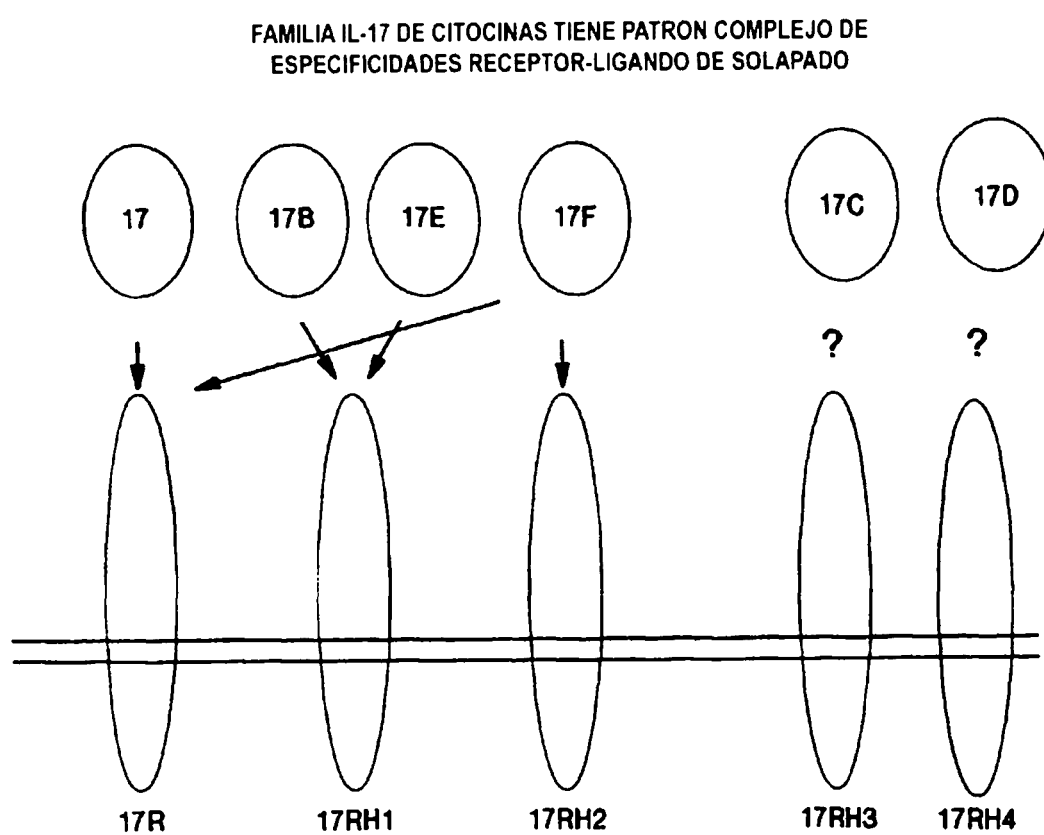 FAMILIA IL-17 DE CITOCINAS TIENE PATRON COMPLEJO DE
ESPECIFICIDADES RECEPTOR-LIGANDO DE SOLAPADO
17 17B 17E 17F 17C 17D
? ?
17R 17RH1 17RH2 17RH3 17RH4